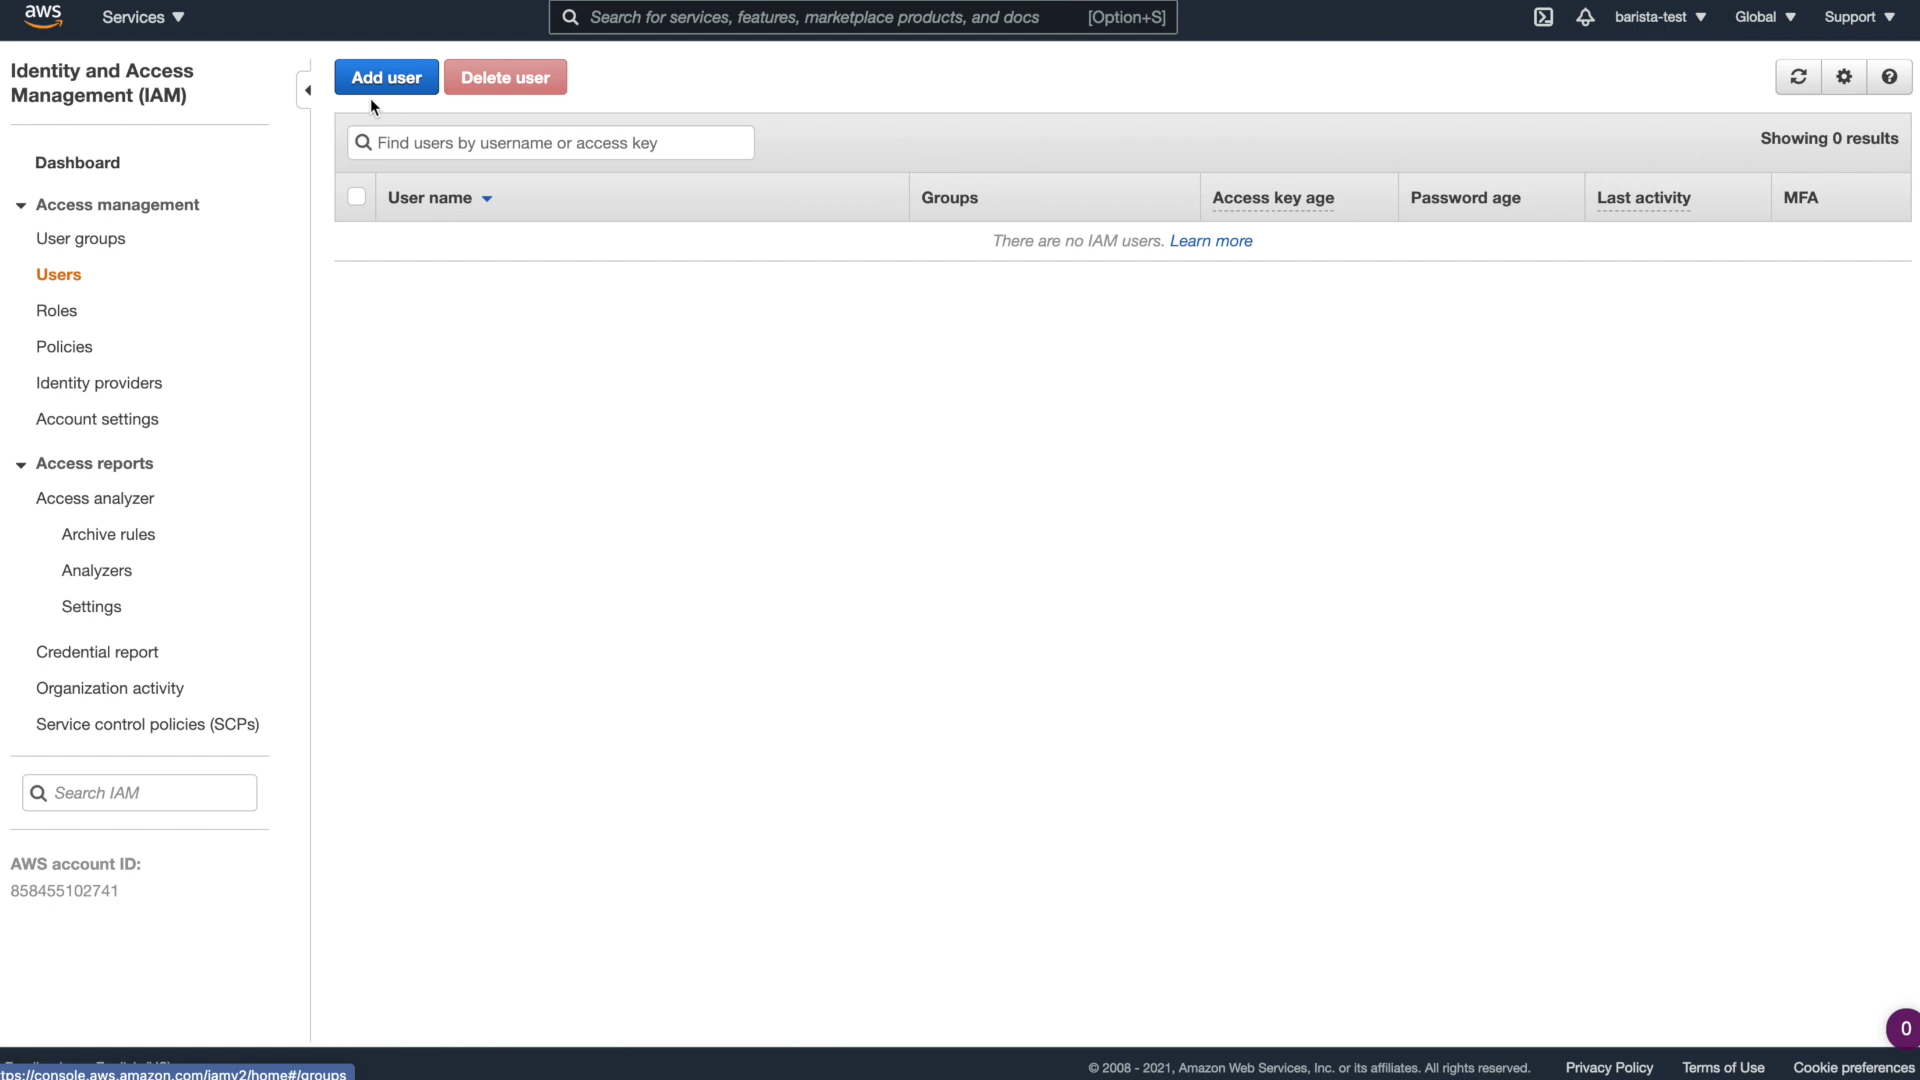 aws
Services
Search for services, features, marketplace products, and docs [Option+S]
barista-test
Global
Support
Identity and Access
Management (IAM)
Add user
Delete user
Find users by username or access key
Showing 0 results
User name
Groups
Access key age
Password age
Last activity
MFA
There are no IAM users. Learn more
Dashboard
Access management
User groups
Users
Roles
Policies
Identity providers
Account settings
Access reports
Access analyzer
Archive rules
Analyzers
Settings
Credential report
Organization activity
Service control policies (SCPs)
Search IAM
AWS account ID:
858455102741
0
tps://console.aws.amazon.com/iamv2/home#/groups
© 2008 - 2021, Amazon Web Services, Inc. or its affiliates. All rights reserved.
Privacy Policy
Terms of Use
Cookie preferences